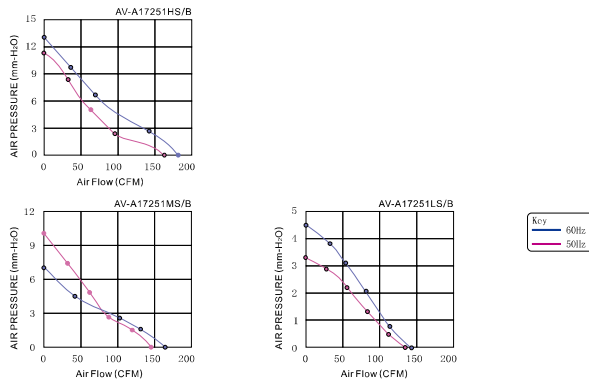 AV-A17251HS/B
AIR PRESSURE (mm-H2O)
15
12
9
6
3
0
0 50 100 150 200
Air Flow (CFM)
AV-A17251MS/B
AIR PRESSURE (mm-H2O)
12
9
6
3
0
0 50 100 150 200
Air Flow (CFM)
AV-A17251LS/B
AIR PRESSURE (mm-H2O)
5
4
3
2
1
0
0 50 100 150 200
Air Flow (CFM)
Key
60Hz
50Hz